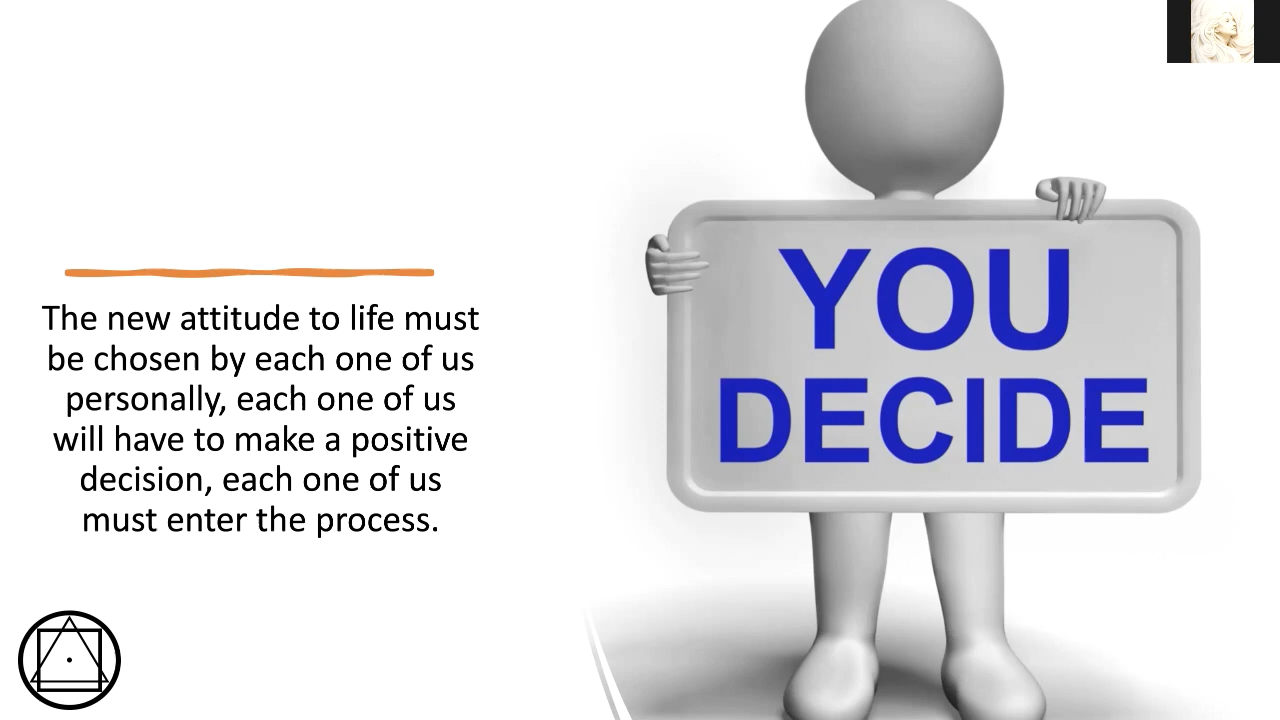 The new attitude to life must
be chosen by each one of us
personally, each one of us
will have to make a positive
decision, each one of us
must enter the process.
YOU
DECIDE